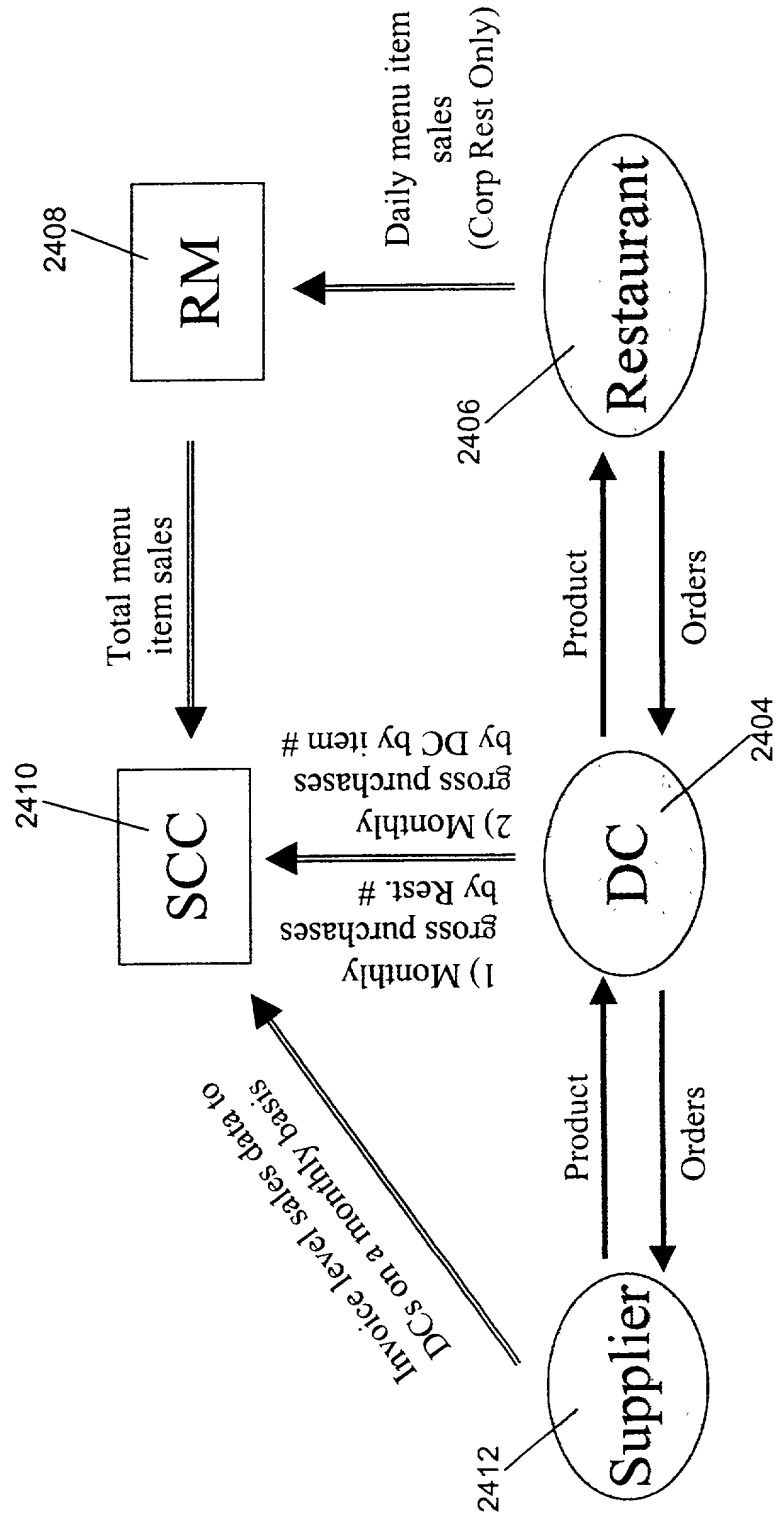 2410
SCC
Total menu
item sales
2408
RM
Invoice level sales data to
DCs on a monthly basis
1) Monthly
gross purchases
by Rest. #
2) Monthly
gross purchases
by DC by item #
Daily menu item
sales
(Corp Rest Only)
2412
Supplier
Product
Orders
DC
2404
Product
Orders
2406
Restaurant